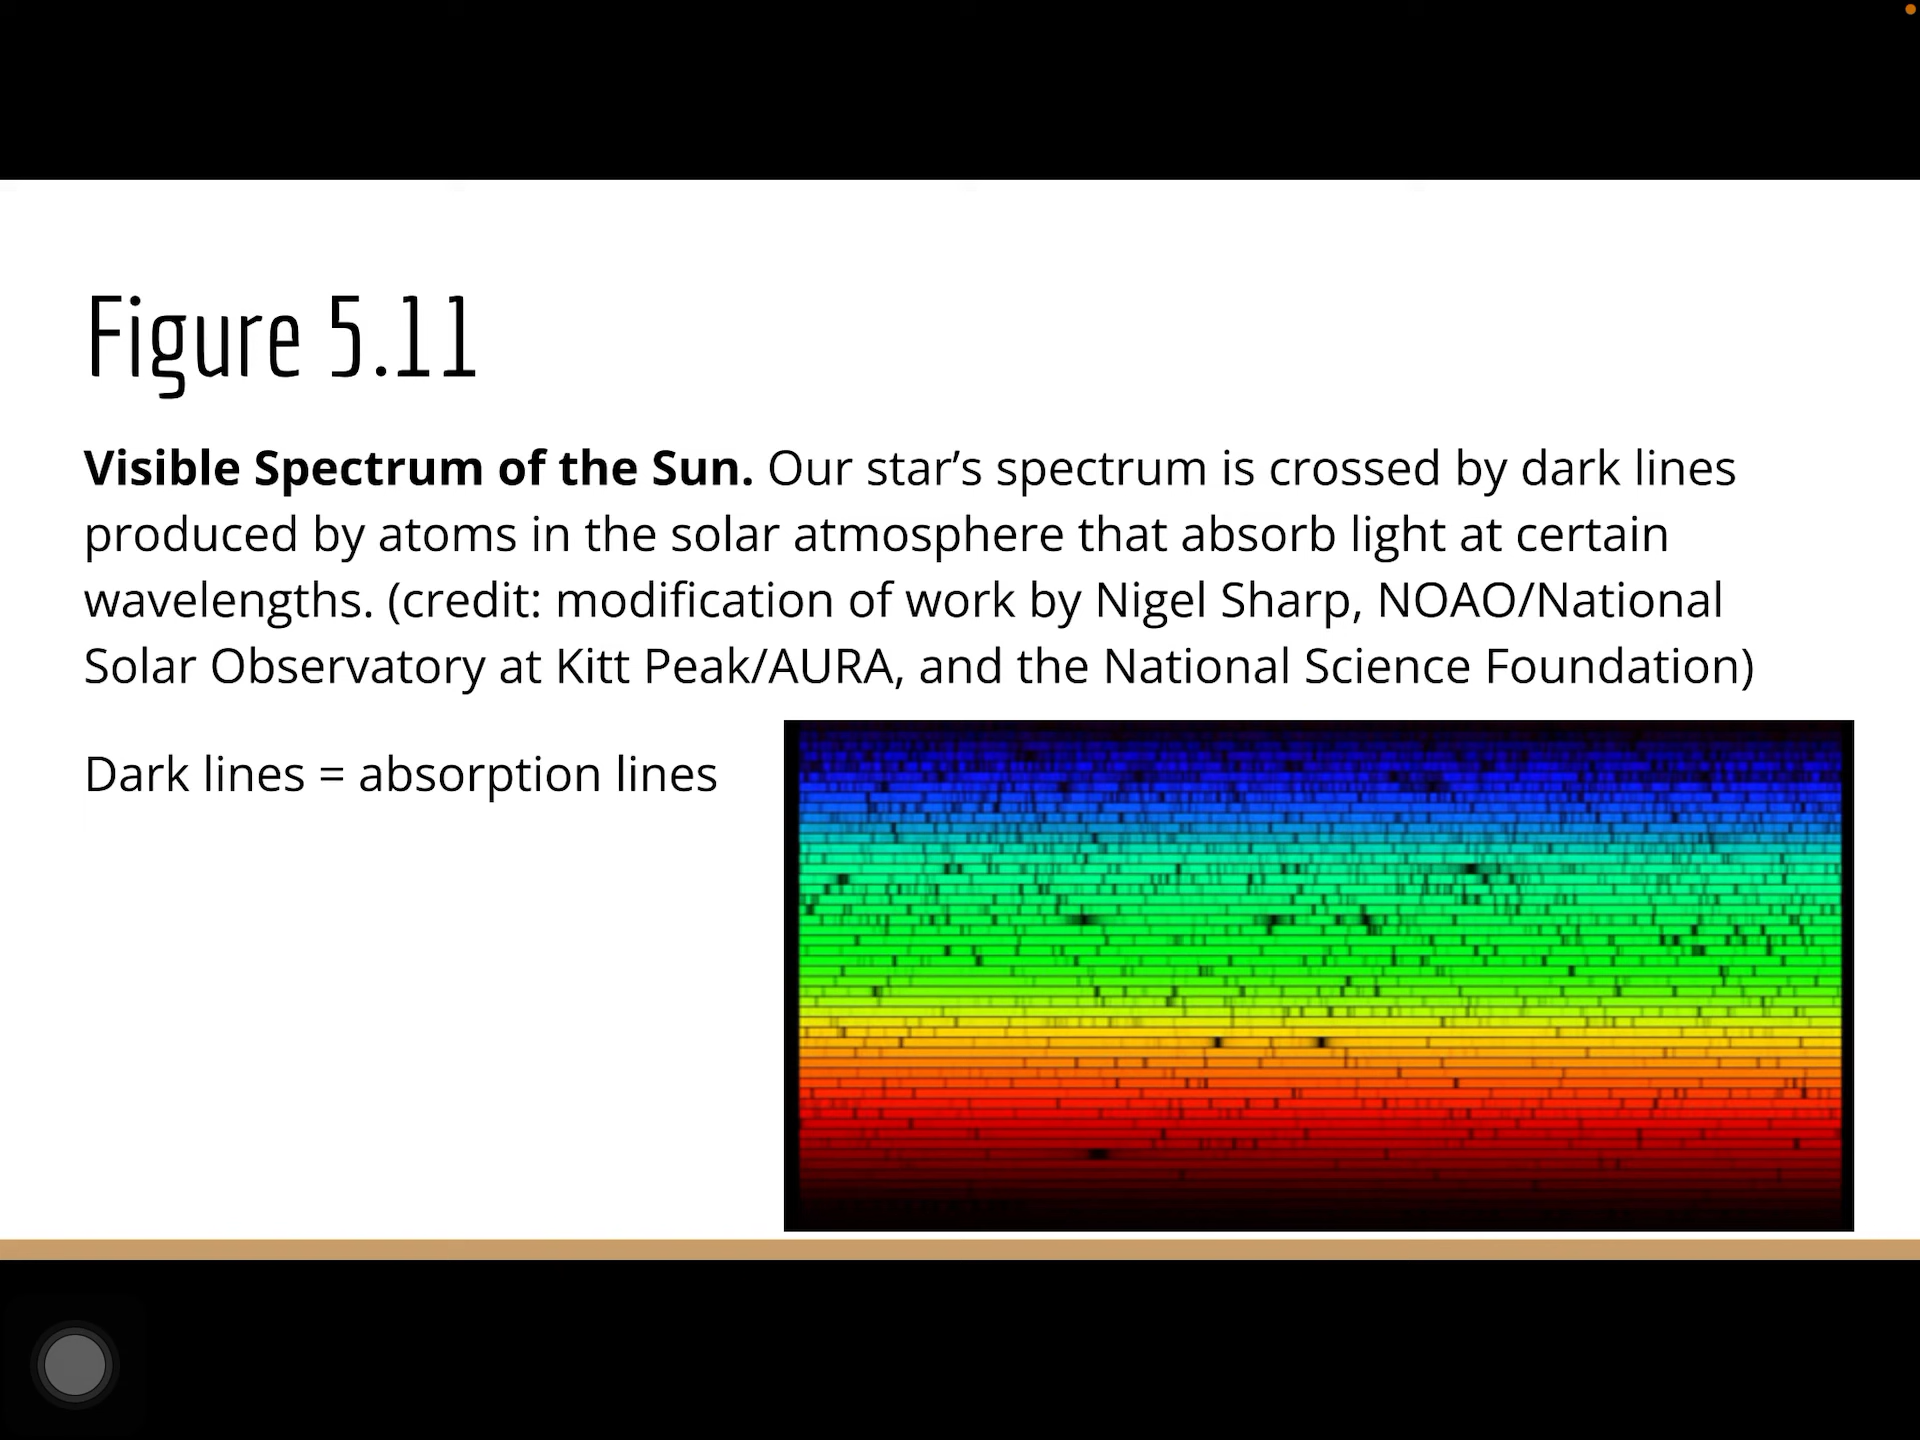 Figure 5.11
Visible Spectrum of the Sun. Our star’s spectrum is crossed by dark lines
produced by atoms in the solar atmosphere that absorb light at certain
wavelengths. (credit: modification of work by Nigel Sharp, NOAO/National
Solar Observatory at Kitt Peak/AURA, and the National Science Foundation)
Dark lines = absorption lines